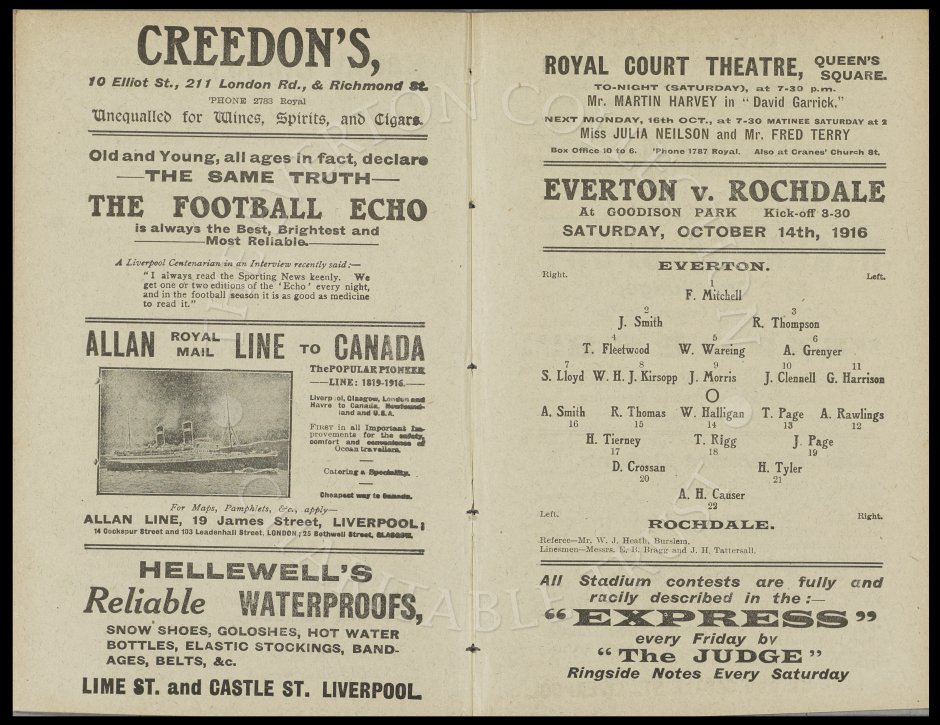 CREEDON'S,
10 Elliot St., 211 London Rd., & Richmond St.
'PHONE 2783 Royal
Unequalled for Wines, Spirits, and Cigars.
Old and Young, all ages in fact, declare
THE SAME TRUTH
THE FOOTBALL ECHO
is always the Best, Brightest and
Most Reliable.
A Liverpool Centenarian in an Interview recently said:—
"I always read the Sporting News keenly. We
get one or two editions of the 'Echo' every night,
and in the football season it is as good as medicine
to read it."
ALLAN ROYAL MAIL LINE TO CANADA
The POPULAR PIONEER
LINE: 1819-1916.
Liverpool, Glasgow, London and
Havre to Canada, Newfound-
land and U.S.A.
FIRST in all Important Im-
provements for the safety,
comfort and convenience of
Ocean travellers.
Catering a Speciality.
Cheapest way to Canada.
For Maps, Pamphlets, &c., apply—
ALLAN LINE, 19 James Street, LIVERPOOL;
14 Cockspur Street and 103 Leadenhall Street, LONDON; 25 Bothwell Street, GLASGOW.
HELLEWELL'S
Reliable WATERPROOFS,
SNOW SHOES, GOLOSHES, HOT WATER
BOTTLES, ELASTIC STOCKINGS, BAND-
AGES, BELTS, &c.
LIME ST. and CASTLE ST. LIVERPOOL.
ROYAL COURT THEATRE, QUEEN'S SQUARE.
TO-NIGHT (SATURDAY), at 7-30 p.m.
Mr. MARTIN HARVEY in "David Garrick."
NEXT MONDAY, 16th OCT., at 7-30 MATINEE SATURDAY at 2
Miss JULIA NEILSON and Mr. FRED TERRY
Box Office 10 to 6. 'Phone 1787 Royal. Also at Cranes' Church St.
EVERTON v. ROCHDALE
At GOODISON PARK Kick-off 3-30
SATURDAY, OCTOBER 14th, 1916
EVERTON.
Right. Left.
1
F. Mitchell
2 3
J. Smith R. Thompson
4 5 6
T. Fleetwood W. Wareing A. Grenyer
7 8 9 10 11
S. Lloyd W. H. J. Kirsopp J. Morris J. Clennell G. Harrison
O
A. Smith R. Thomas W. Halligan T. Page A. Rawlings
16 15 14 13 12
H. Tierney T. Rigg J. Page
17 18 19
D. Crossan H. Tyler
20 21
A. H. Causer
22
Left. Right.
ROCHDALE.
Referee—Mr. W. J. Heath, Burslem.
Linesmen—Messrs. E. B. Bragg and J. H. Tattersall.
All Stadium contests are fully and
racily described in the:—
"EXPRESS"
every Friday by
"The JUDGE"
Ringside Notes Every Saturday